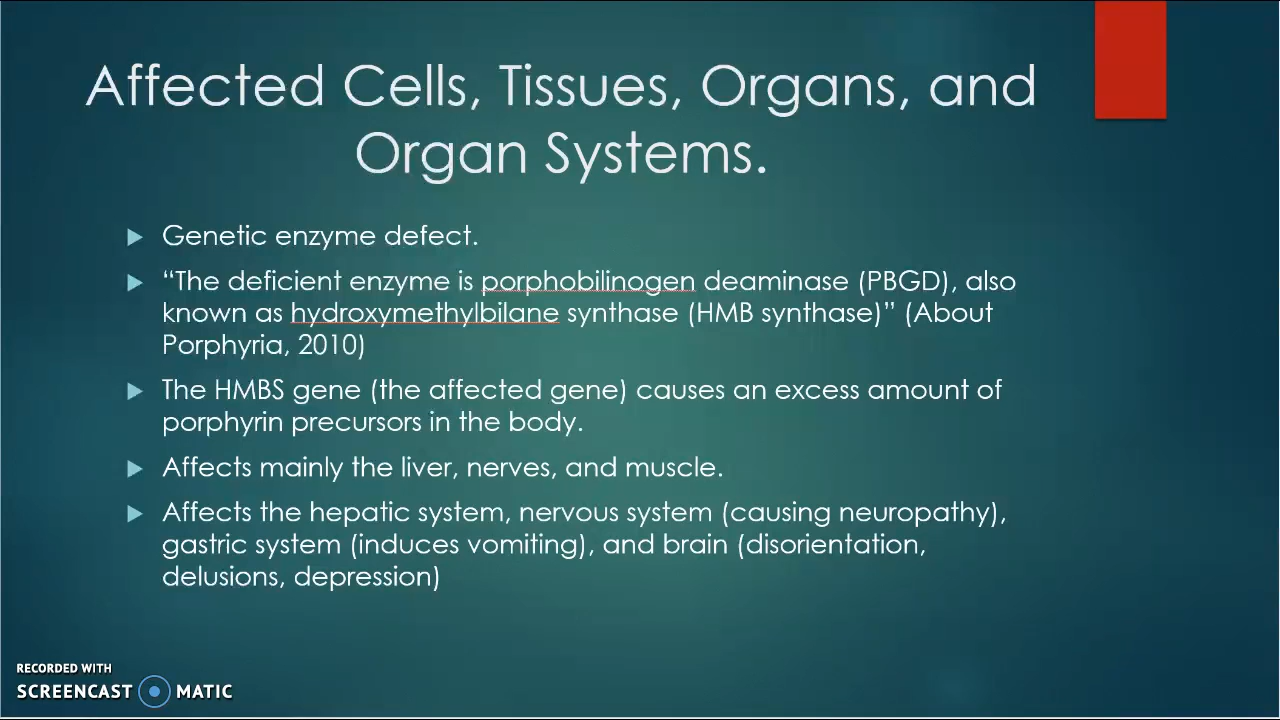 Affected Cells, Tissues, Organs, and
Organ Systems.
Genetic enzyme defect.
“The deficient enzyme is porphobilinogen deaminase (PBGD), also
known as hydroxymethylbilane synthase (HMB synthase)” (About
Porphyria, 2010)
The HMBS gene (the affected gene) causes an excess amount of
porphyrin precursors in the body.
Affects mainly the liver, nerves, and muscle.
Affects the hepatic system, nervous system (causing neuropathy),
gastric system (induces vomiting), and brain (disorientation,
delusions, depression)
RECORDED WITH
SCREENCAST MATIC